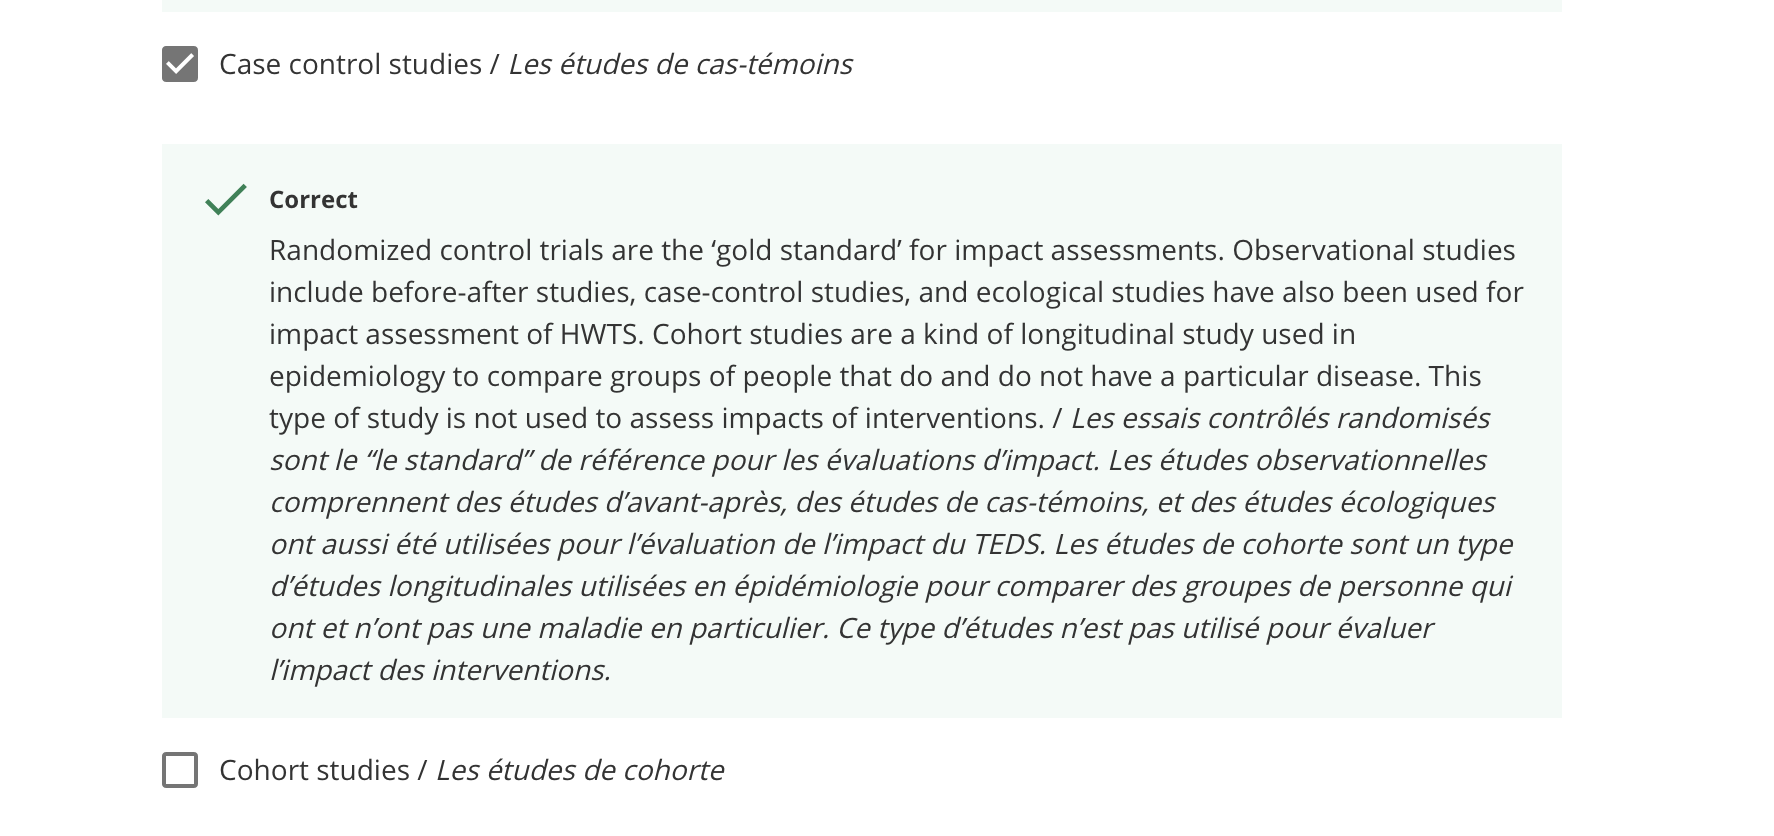 Case control studies / Les études de cas-témoins
Correct
Randomized control trials are the ‘gold standard’ for impact assessments. Observational studies
include before-after studies, case-control studies, and ecological studies have also been used for
impact assessment of HWTS. Cohort studies are a kind of longitudinal study used in
epidemiology to compare groups of people that do and do not have a particular disease. This
type of study is not used to assess impacts of interventions. / Les essais contrôlés randomisés
sont le “le standard” de référence pour les évaluations d’impact. Les études observationnelles
comprennent des études d’avant-après, des études de cas-témoins, et des études écologiques
ont aussi été utilisées pour l’évaluation de l’impact du TEDS. Les études de cohorte sont un type
d’études longitudinales utilisées en épidémiologie pour comparer des groupes de personne qui
ont et n’ont pas une maladie en particulier. Ce type d’études n’est pas utilisé pour évaluer
l’impact des interventions.
Cohort studies / Les études de cohorte